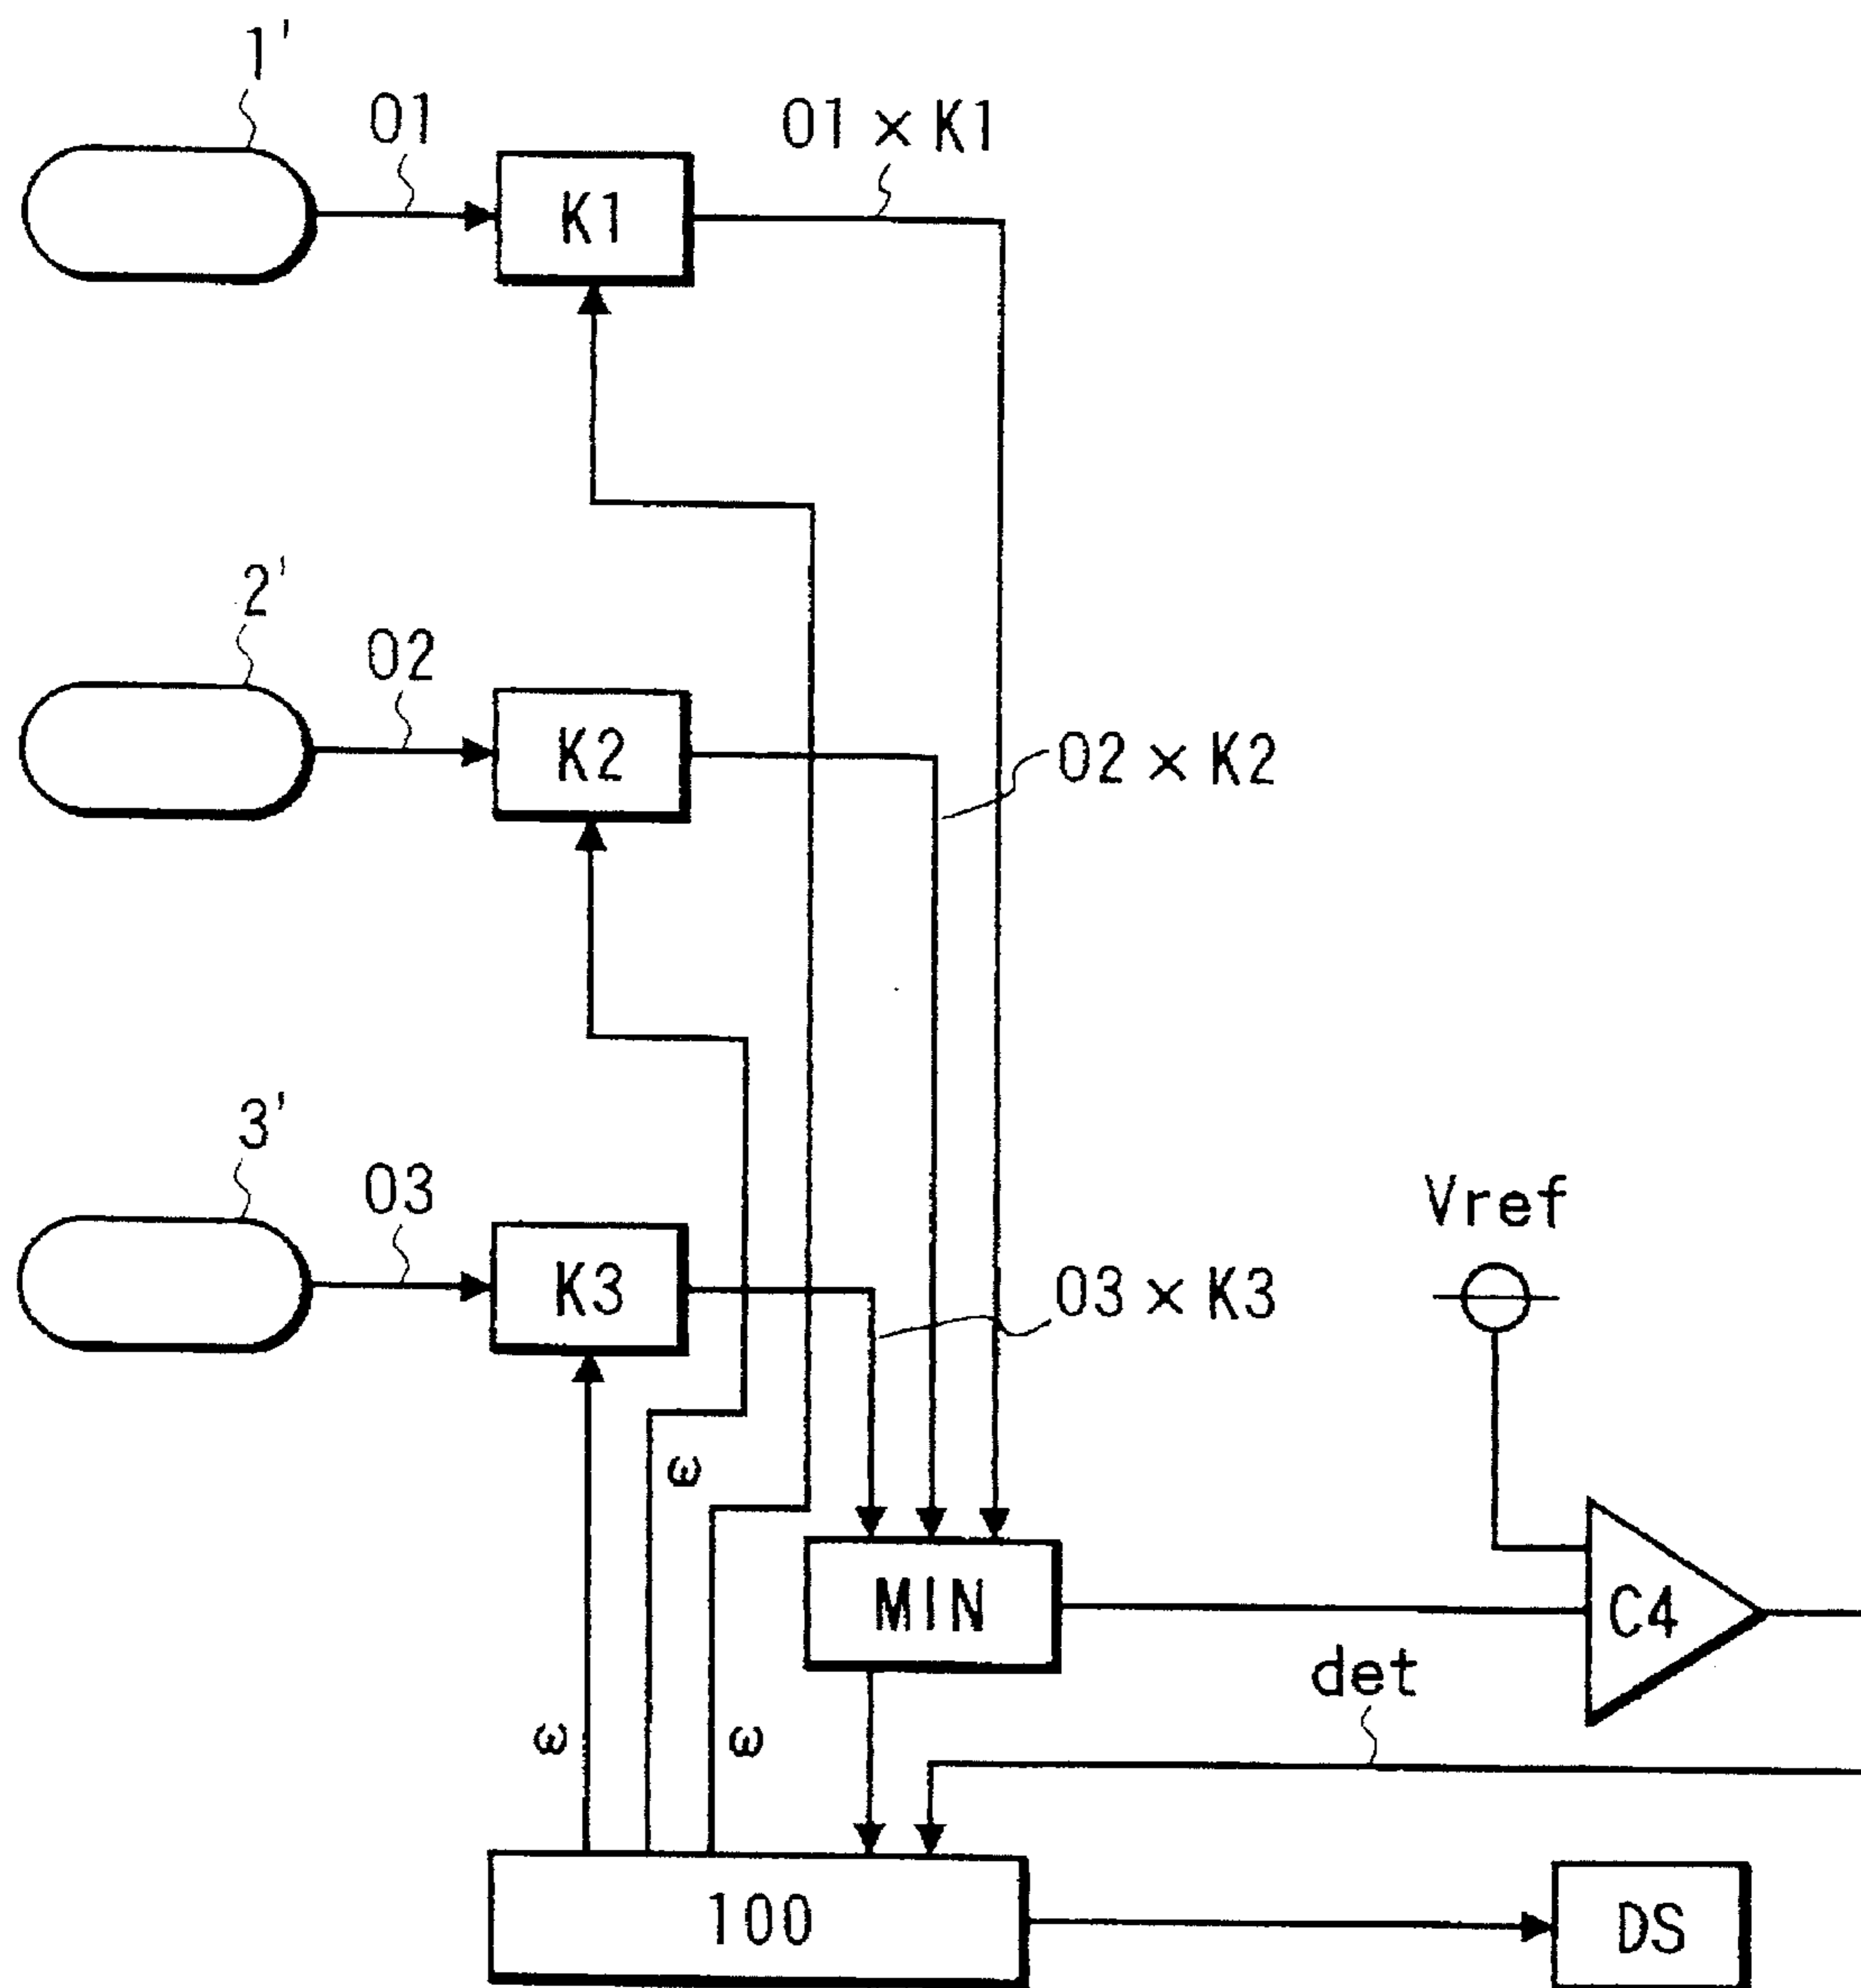 1'
01
01 × K1
K1
2'
02
K2
02 × K2
3'
03
K3
03 × K3
Vref
ω
MIN
C4
det
ω
ω
100
DS